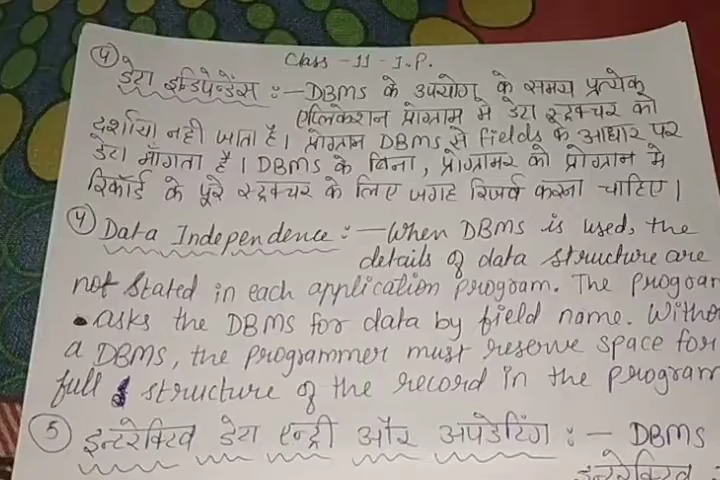 Class - 11 - I.P.
(4) डेटा इन्डिपेन्डेंस :- DBMS के उपयोग के समय प्रत्येक
एप्लिकेशन प्रोग्राम मे डेटा स्ट्रक्चर को
दर्शाया नही जाता है। प्रोग्राम DBMS से fields के आधार पर
डेटा माँगता है। DBMS के बिना, प्रोग्रामर को प्रोग्राम मे
रिकॉर्ड के पूरे स्ट्रक्चर के लिए जगह रिजर्व करना चाहिए।
(4) Data Independence :- When DBMS is used, the
details of data structure are
not stated in each application program. The program
asks the DBMS for data by field name. Witho
a DBMS, the programmer must reserve space for
full structure of the record in the program
(5) इन्टरेक्टिव डेटा एन्ट्री और अपडेटिंग :- DBMS
इन्टरेक्टिव